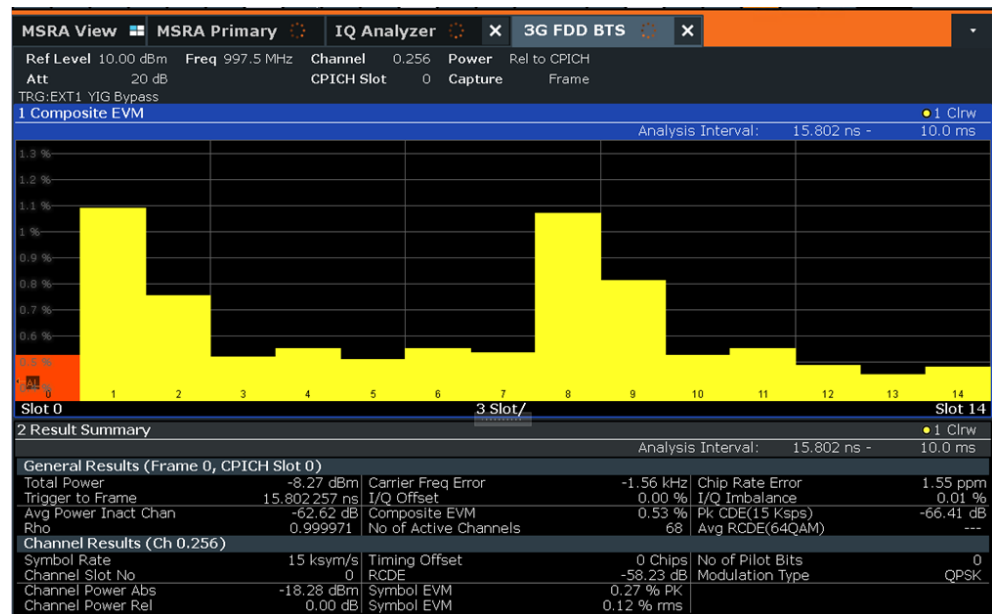 MSRA View MSRA Primary IQ Analyzer X 3G FDD BTS X
Ref Level 10.00 dBm Freq 997.5 MHz Channel 0.256 Power Rel to CPICH
Att 20 dB CPICH Slot 0 Capture Frame
TRG:EXT1 YIG Bypass
1 Composite EVM 1 Clrw
Analysis Interval: 15.802 ns - 10.0 ms
1.3 %
1.2 %
1.1 %
1 %
0.9 %
0.8 %
0.7 %
0.6 %
0.5 %
AL
0 1 2 3 4 5 6 7 8 9 10 11 12 13 14
Slot 0 3 Slot/ Slot 14
2 Result Summary 1 Clrw
Analysis Interval: 15.802 ns - 10.0 ms
General Results (Frame 0, CPICH Slot 0)
Total Power -8.27 dBm Carrier Freq Error -1.56 kHz Chip Rate Error 1.55 ppm
Trigger to Frame 15.802257 ns I/Q Offset 0.00 % I/Q Imbalance 0.01 %
Avg Power Inact Chan -62.62 dB Composite EVM 0.53 % Pk CDE(15 Ksps) -66.41 dB
Rho 0.999971 No of Active Channels 68 Avg RCDE(64QAM) ---
Channel Results (Ch 0.256)
Symbol Rate 15 ksym/s Timing Offset 0 Chips No of Pilot Bits 0
Channel Slot No 0 RCDE -58.23 dB Modulation Type QPSK
Channel Power Abs -18.28 dBm Symbol EVM 0.27 % PK
Channel Power Rel 0.00 dB Symbol EVM 0.12 % rms